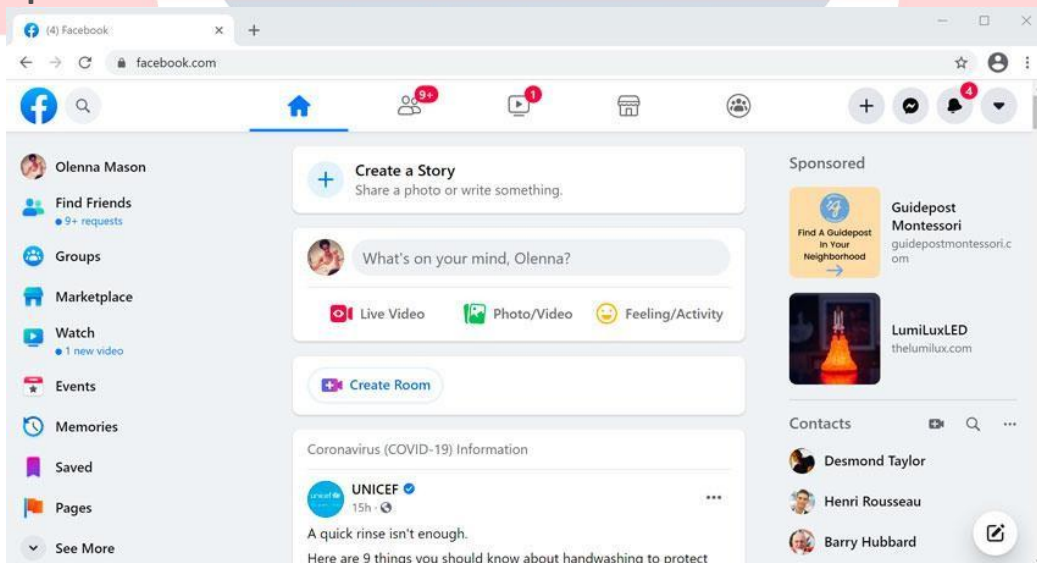 (4) Facebook
facebook.com
9+
1
4
Olenna Mason
Find Friends
9+ requests
Groups
Marketplace
Watch
1 new video
Events
Memories
Saved
Pages
See More
Create a Story
Share a photo or write something.
What's on your mind, Olenna?
Live Video Photo/Video Feeling/Activity
Create Room
Coronavirus (COVID-19) Information
unicef
UNICEF
15h ·
A quick rinse isn't enough.
Here are 9 things you should know about handwashing to protect
Sponsored
Find A Guidepost
In Your
Neighborhood
Guidepost
Montessori
guidepostmontessori.c
om
LumiLuxLED
thelumilux.com
Contacts
Desmond Taylor
Henri Rousseau
Barry Hubbard